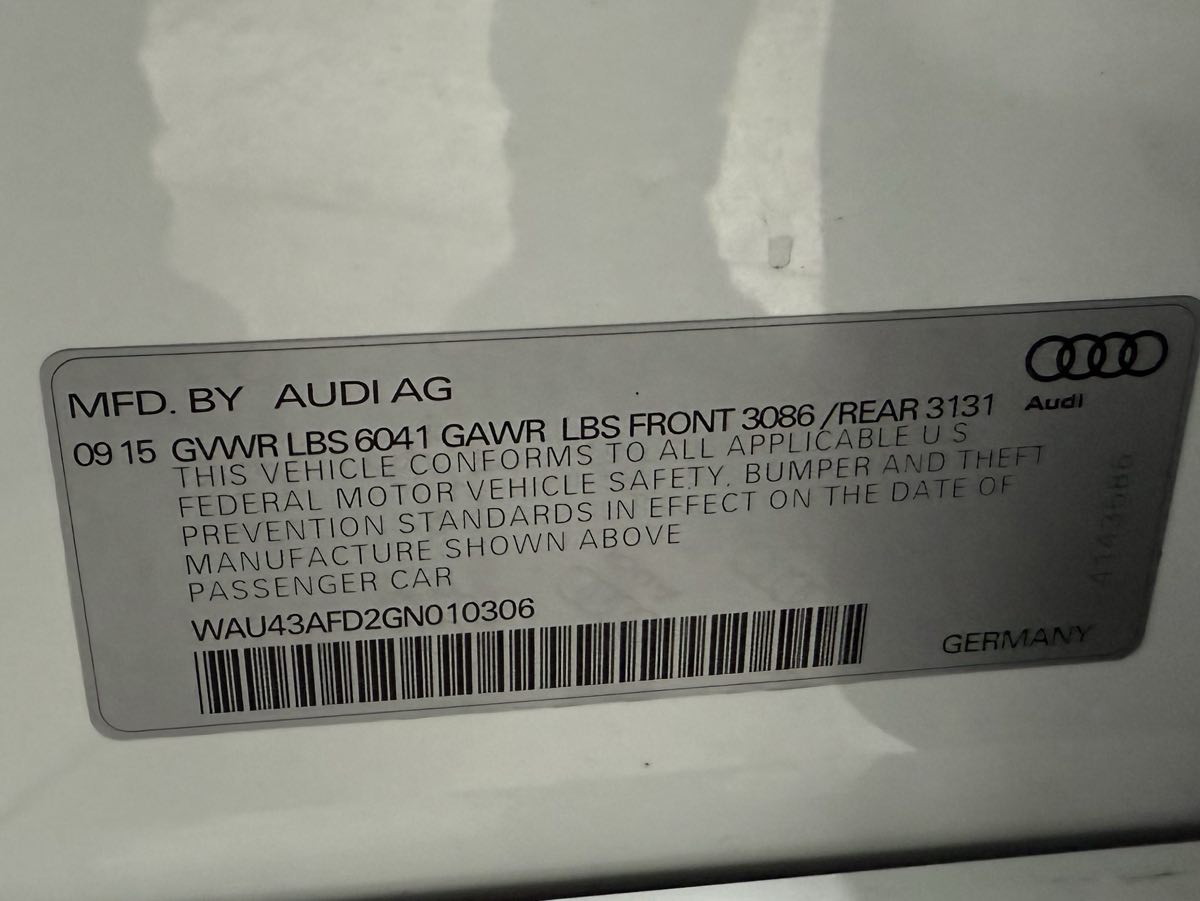 MFD. BY AUDI AG
Audi
09 15 GVWR LBS 6041 GAWR LBS FRONT 3086 /REAR 3131
THIS VEHICLE CONFORMS TO ALL APPLICABLE U S
FEDERAL MOTOR VEHICLE SAFETY, BUMPER AND THEFT
PREVENTION STANDARDS IN EFFECT ON THE DATE OF
MANUFACTURE SHOWN ABOVE
PASSENGER CAR
WAU43AFD2GN010306
GERMANY